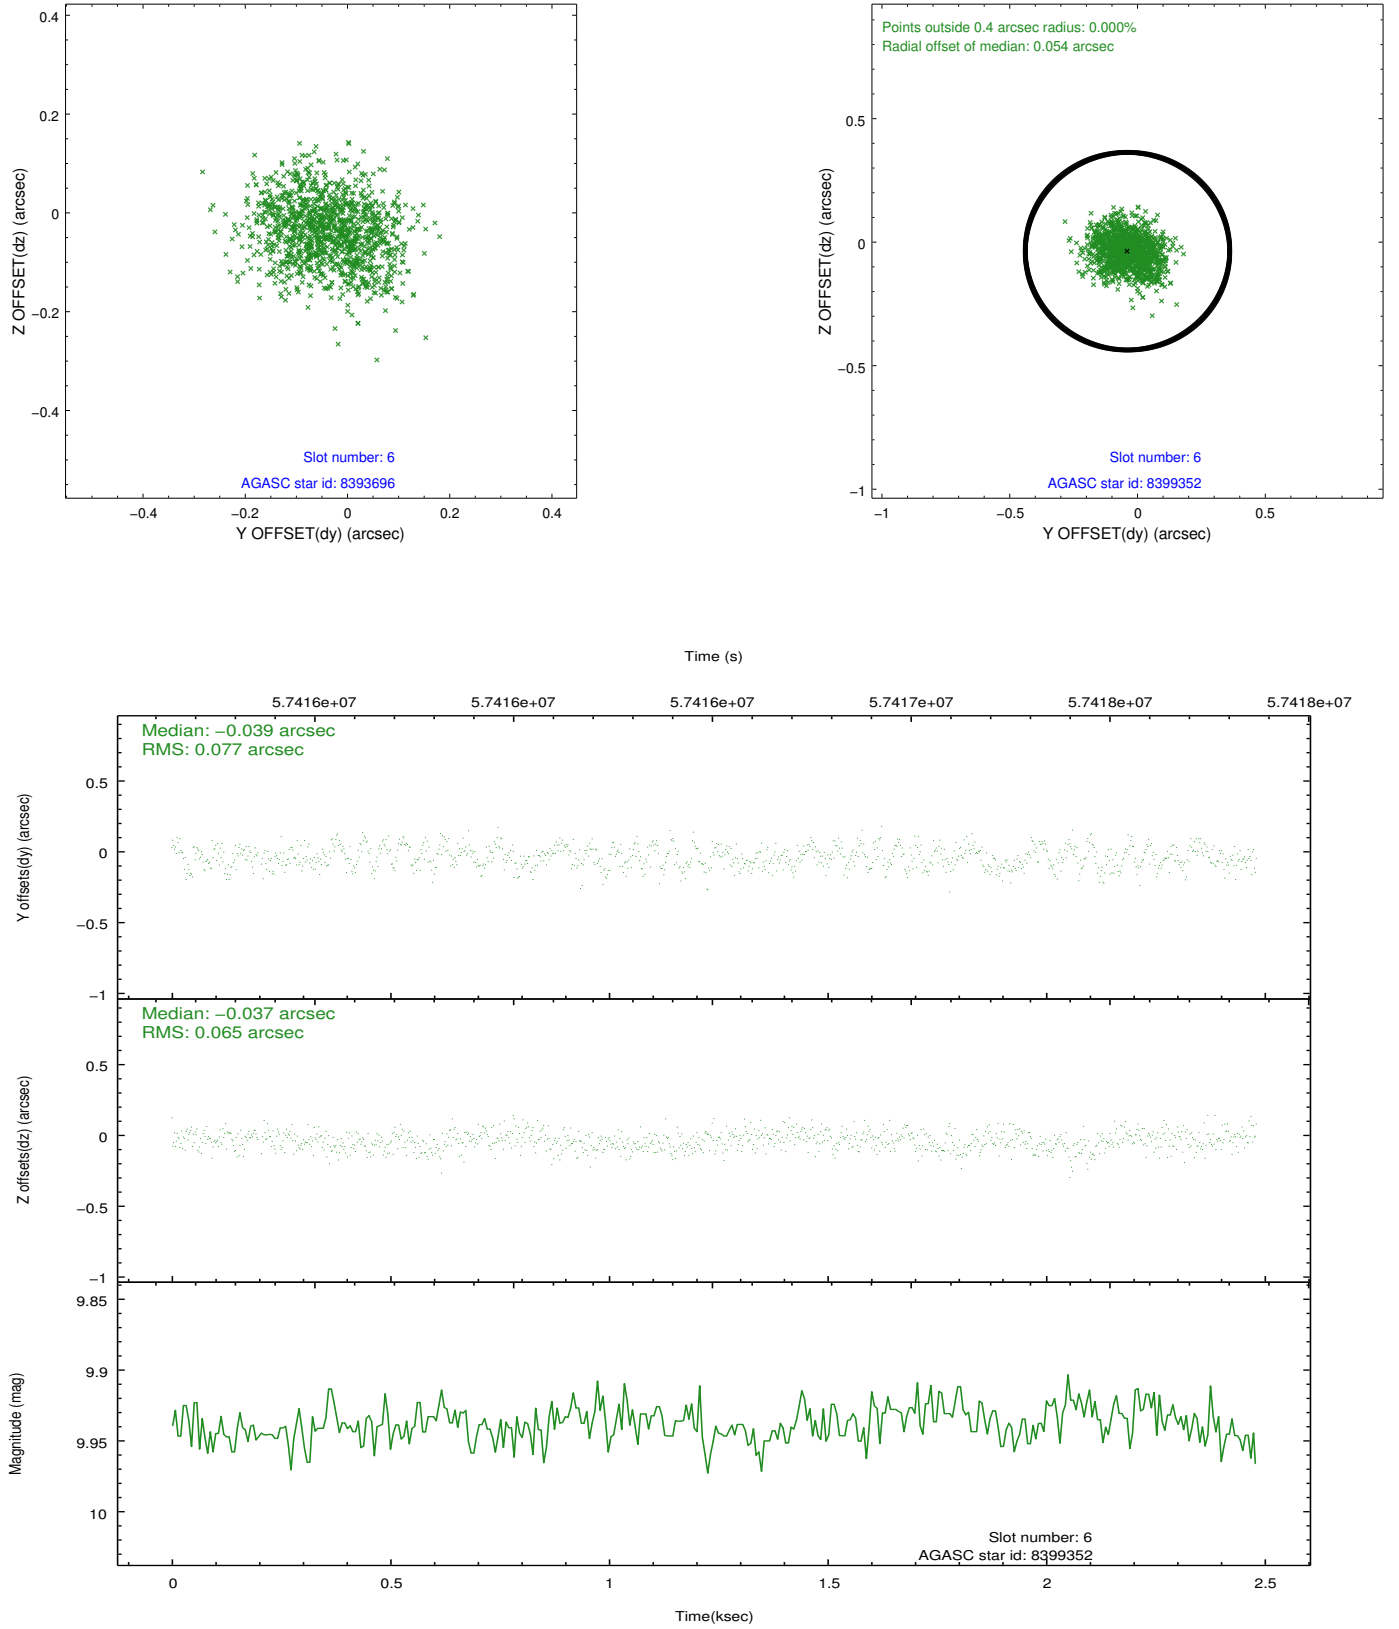 0.4
0.2
0
−0.2
−0.4
Z OFFSET(dz) (arcsec)
Slot number: 6
AGASC star id: 8393696
−0.4
−0.2
0
0.2
0.4
Y OFFSET(dy) (arcsec)
Points outside 0.4 arcsec radius: 0.000%
Radial offset of median: 0.054 arcsec
0.5
0
−0.5
−1
Z OFFSET(dz) (arcsec)
Slot number: 6
AGASC star id: 8399352
−1
−0.5
0
0.5
Y OFFSET(dy) (arcsec)
Time (s)
5.7416e+07
5.7416e+07
5.7416e+07
5.7417e+07
5.7418e+07
5.7418e+07
Median: −0.039 arcsec
RMS: 0.077 arcsec
0.5
0
−0.5
−1
Y offsets(dy) (arcsec)
Median: −0.037 arcsec
RMS: 0.065 arcsec
0.5
0
−0.5
−1
Z offsets(dz) (arcsec)
9.85
9.9
9.95
10
Magnitude (mag)
Slot number: 6
AGASC star id: 8399352
0
0.5
1
1.5
2
2.5
Time(ksec)